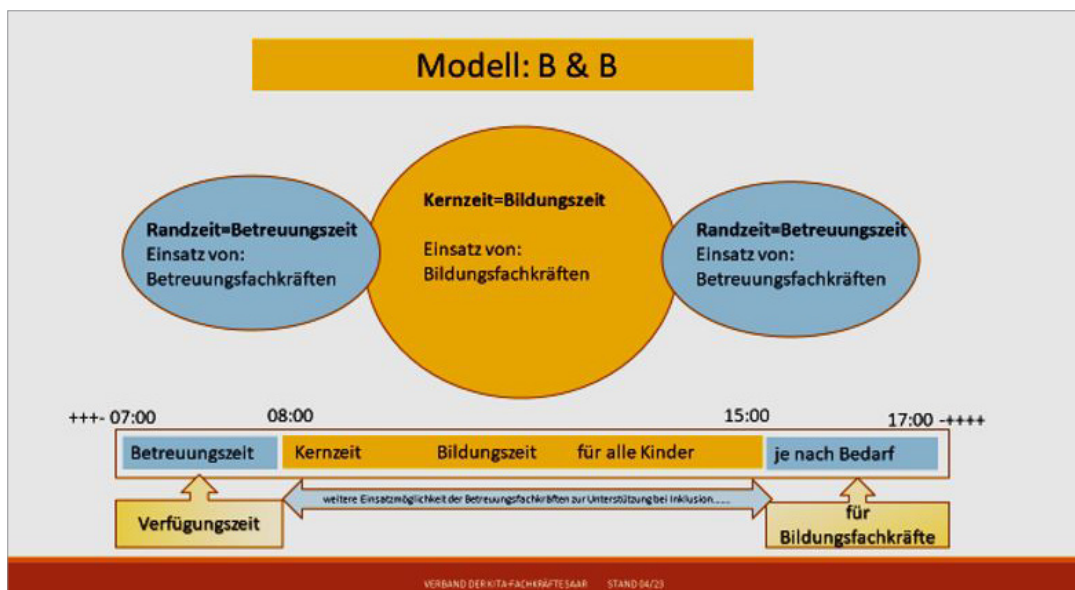 Modell: B & B
Randzeit=Betreuungszeit
Einsatz von:
Betreuungsfachkräften
Kernzeit=Bildungszeit
Einsatz von:
Bildungsfachkräften
Randzeit=Betreuungszeit
Einsatz von:
Betreuungsfachkräften
+++- 07:00
08:00
15:00
17:00 -++++
Betreuungszeit
Kernzeit
Bildungszeit
für alle Kinder
je nach Bedarf
weitere Einsatzmöglichkeit der Betreuungsfachkräften zur Unterstützung bei Inklusion......
Verfügungszeit
für
Bildungsfachkräfte
VERBAND DER KITA-FACHKRÄFTE SAAR STAND 04/23